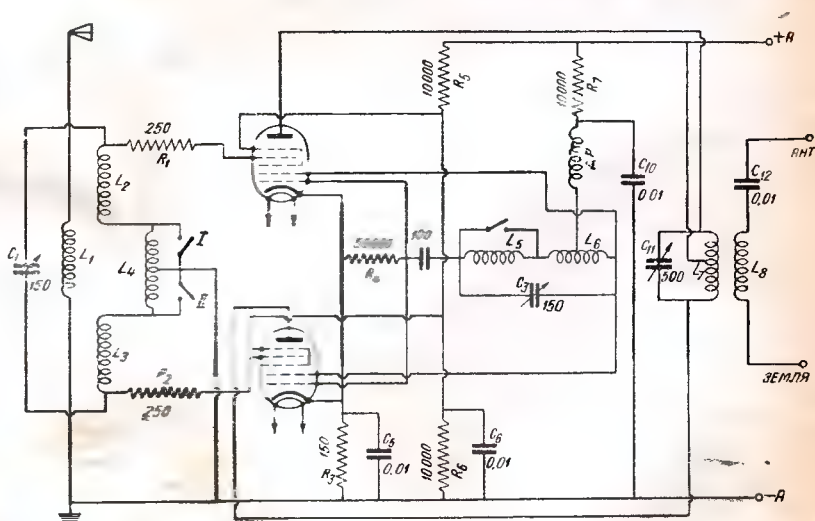 +A
10000
R5
10000
R7
250
R1
Др
C10
0.01
C12
0.01
АНТ
L2
C1
150
L1
L4
I
II
50000
R4
100
L5
L6
C3
150
C11
500
L7
L8
L3
R2
250
ЗЕМЛЯ
150
R3
C5
0.01
10000
R6
C6
0.01
-A